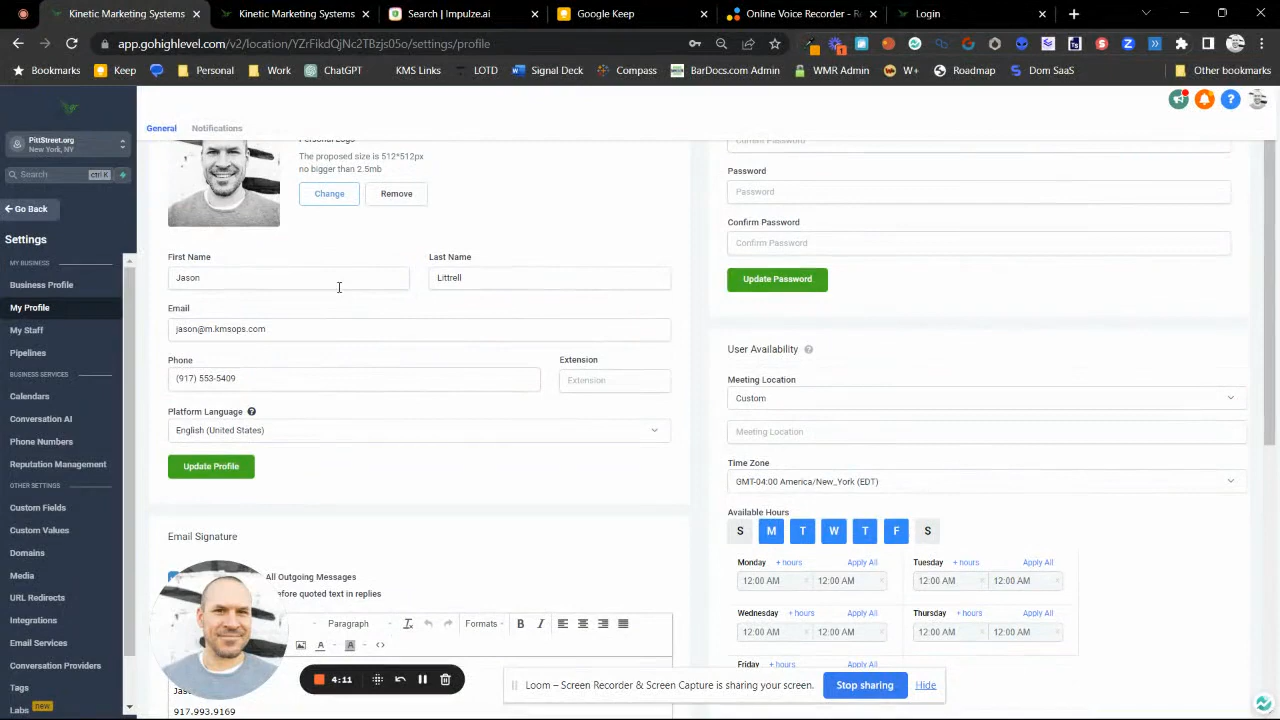 Kinetic Marketing Systems
Kinetic Marketing Systems
Search | Impulze.ai
Google Keep
Online Voice Recorder - Re
Login
app.gohighlevel.com/v2/location/YZrFikdQjNc2TBzjs05o/settings/profile
Bookmarks
Keep
Personal
Work
ChatGPT
KMS Links
LOTD
Signal Deck
Compass
BarDocs.com Admin
WMR Admin
W+
Roadmap
Dom SaaS
Other bookmarks
PittStreet.org
New York, NY
Search
ctrl K
Go Back
Settings
MY BUSINESS
Business Profile
My Profile
My Staff
Pipelines
BUSINESS SERVICES
Calendars
Conversation AI
Phone Numbers
Reputation Management
OTHER SETTINGS
Custom Fields
Custom Values
Domains
Media
URL Redirects
Integrations
Email Services
Conversation Providers
Tags
Labs new
General
Notifications
Personal Logo
The proposed size is 512*512px
no bigger than 2.5mb
Change
Remove
First Name
Last Name
Jason
Littrell
Email
jason@m.kmsops.com
Phone
Extension
(917) 553-5409
Extension
Platform Language
English (United States)
Update Profile
Email Signature
All Outgoing Messages
before quoted text in replies
Paragraph
Formats
B
I
917.993.9169
Current Password
Password
Password
Confirm Password
Confirm Password
Update Password
User Availability
Meeting Location
Custom
Meeting Location
Time Zone
GMT-04:00 America/New_York (EDT)
Available Hours
S M T W T F S
Monday + hours Apply All
Tuesday + hours Apply All
12:00 AM 12:00 AM
12:00 AM 12:00 AM
Wednesday + hours Apply All
Thursday + hours Apply All
12:00 AM 12:00 AM
12:00 AM 12:00 AM
Friday + hours Apply All
4:11
Loom – Screen Recorder & Screen Capture is sharing your screen.
Stop sharing
Hide